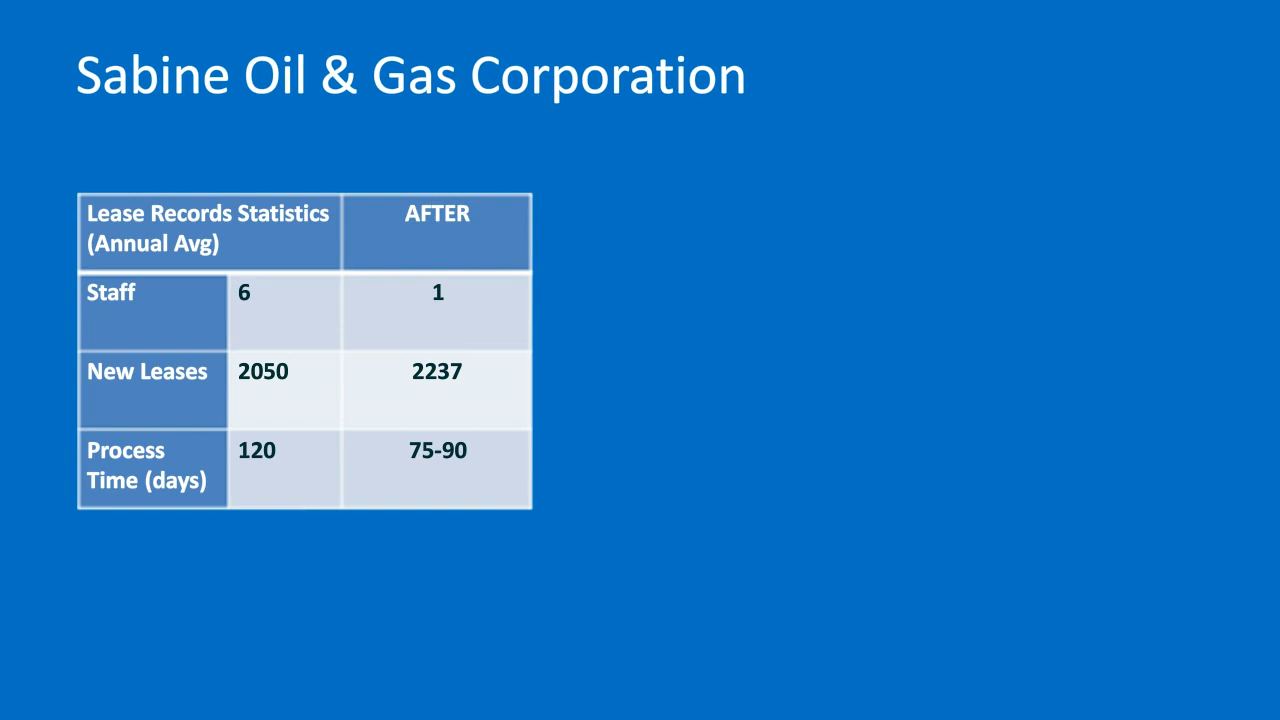 Sabine Oil & Gas Corporation
Lease Records Statistics
(Annual Avg)
AFTER
Staff
6
1
New Leases
2050
2237
Process
Time (days)
120
75-90